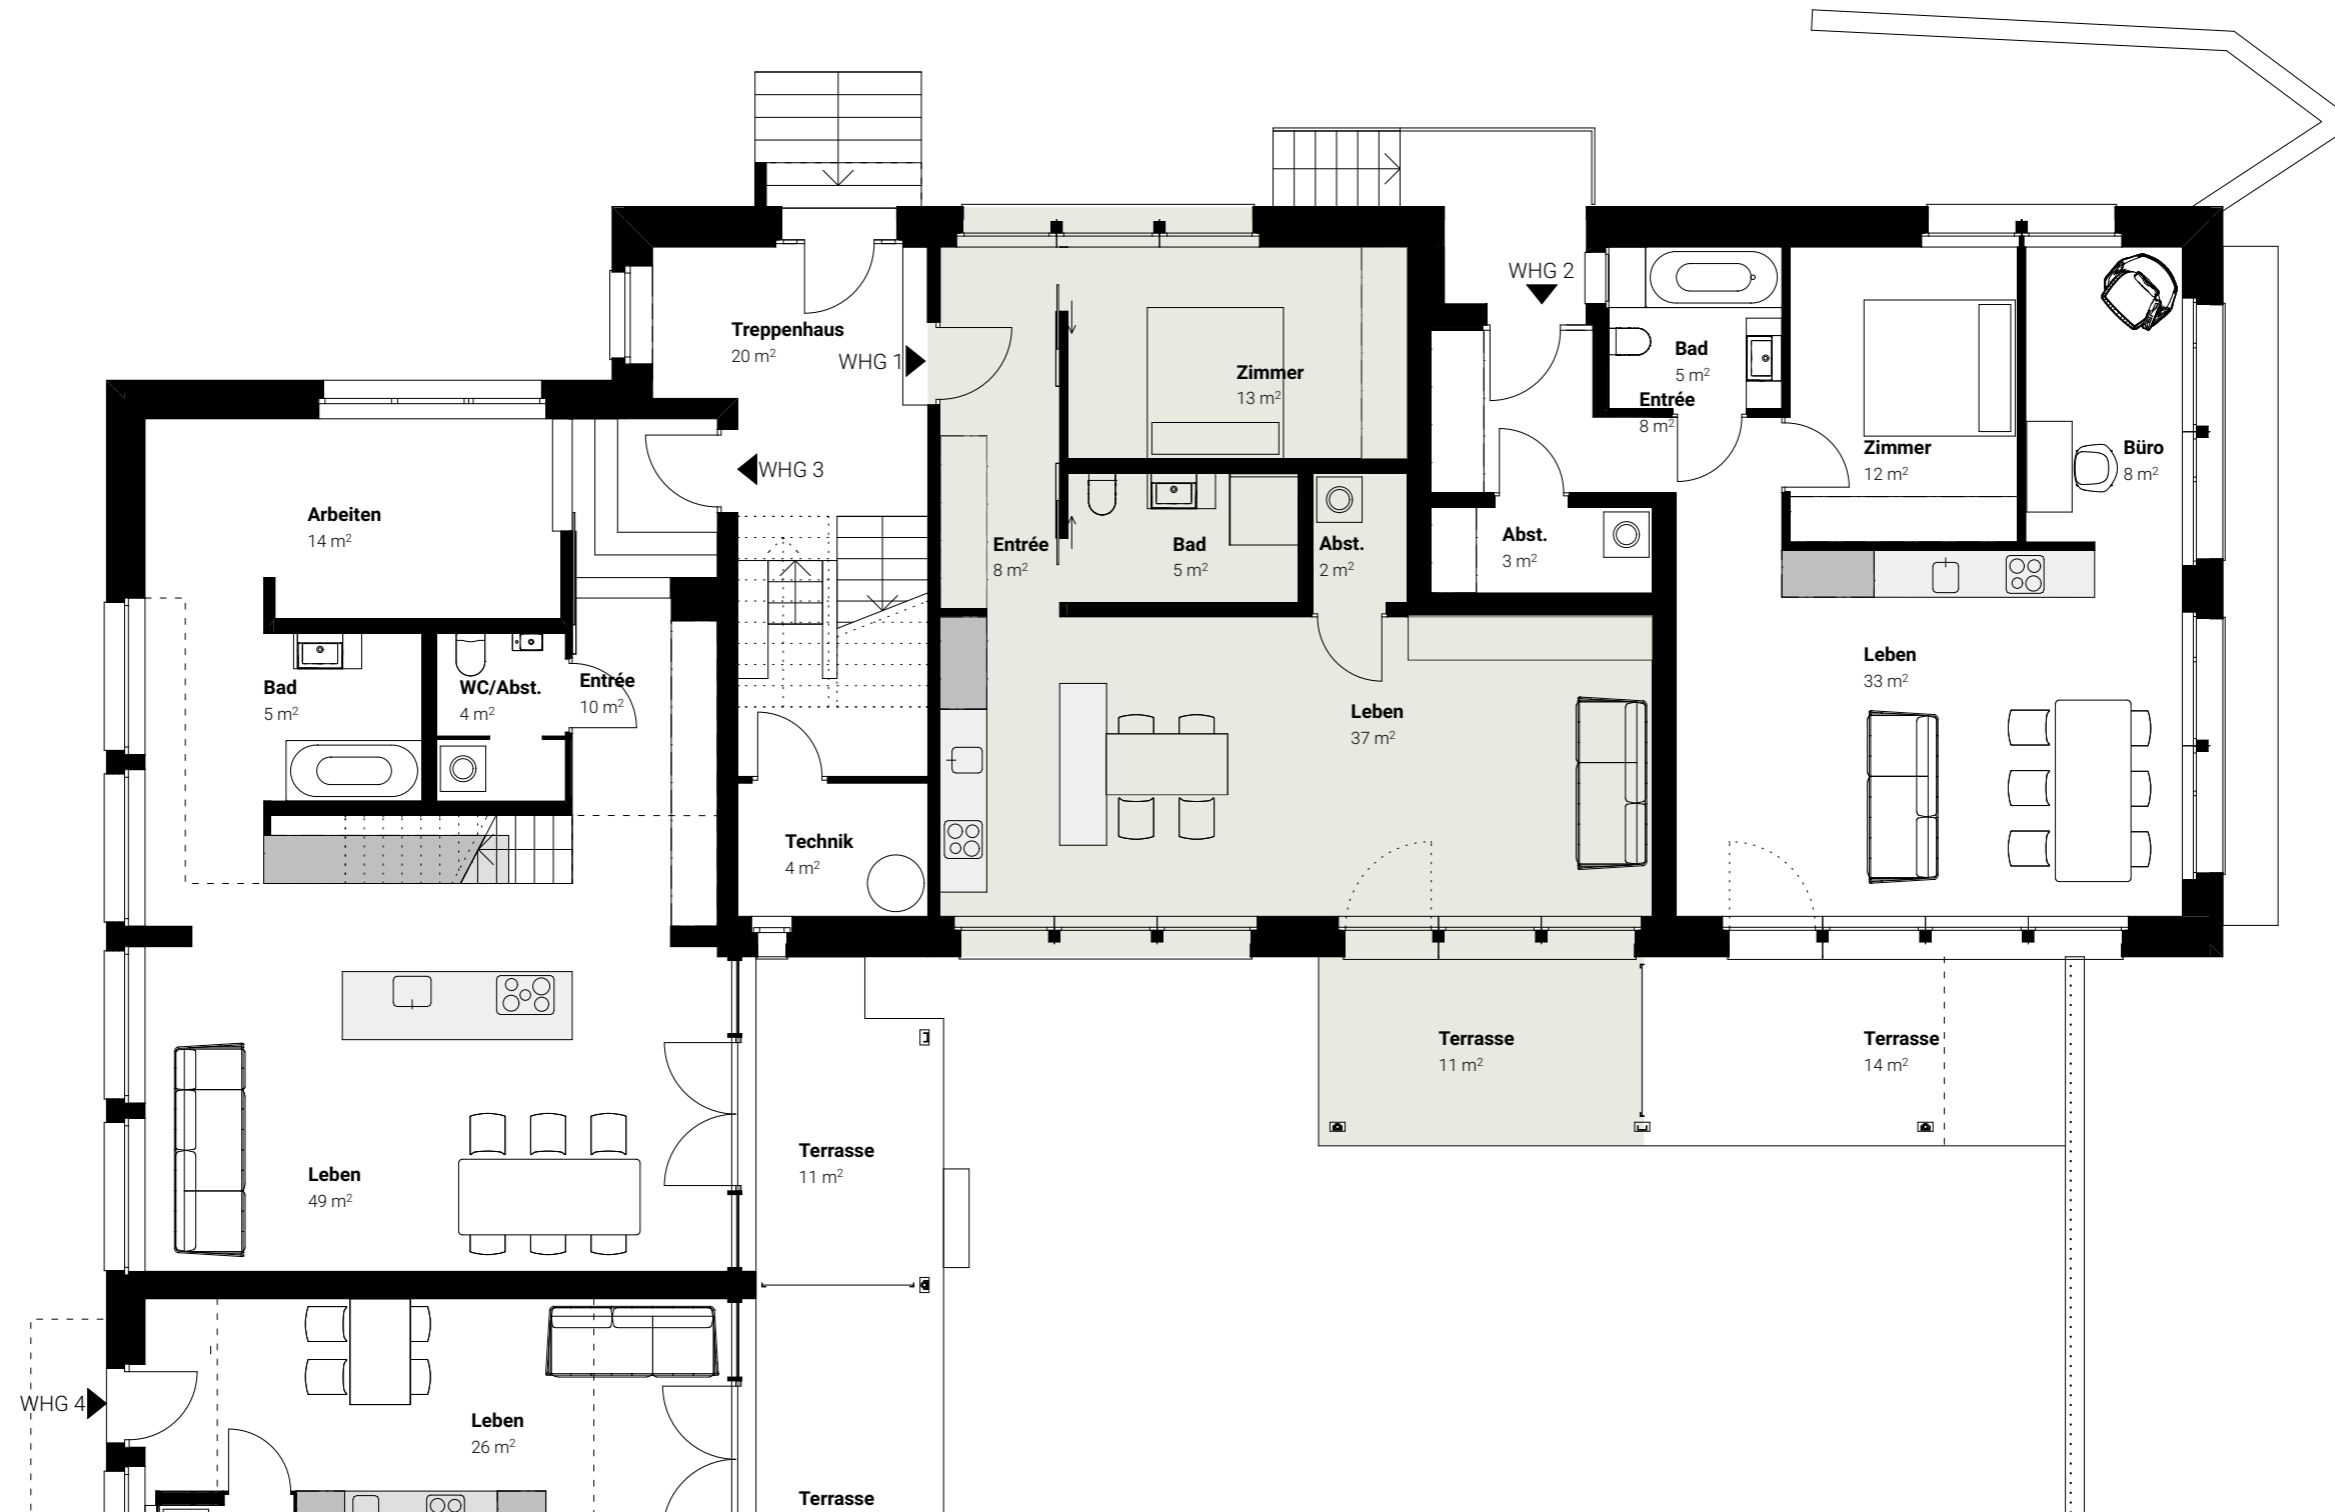 WHG 2
Treppenhaus
20 m²
WHG 1
Zimmer
13 m²
Bad
5 m²
Entrée
8 m²
Zimmer
12 m²
Büro
8 m²
WHG 3
Arbeiten
14 m²
Entrée
8 m²
Bad
5 m²
Abst.
2 m²
Abst.
3 m²
Bad
5 m²
WC/Abst.
4 m²
Entrée
10 m²
Leben
37 m²
Leben
33 m²
Technik
4 m²
Terrasse
11 m²
Terrasse
14 m²
Leben
49 m²
Terrasse
11 m²
WHG 4
Leben
26 m²
Terrasse